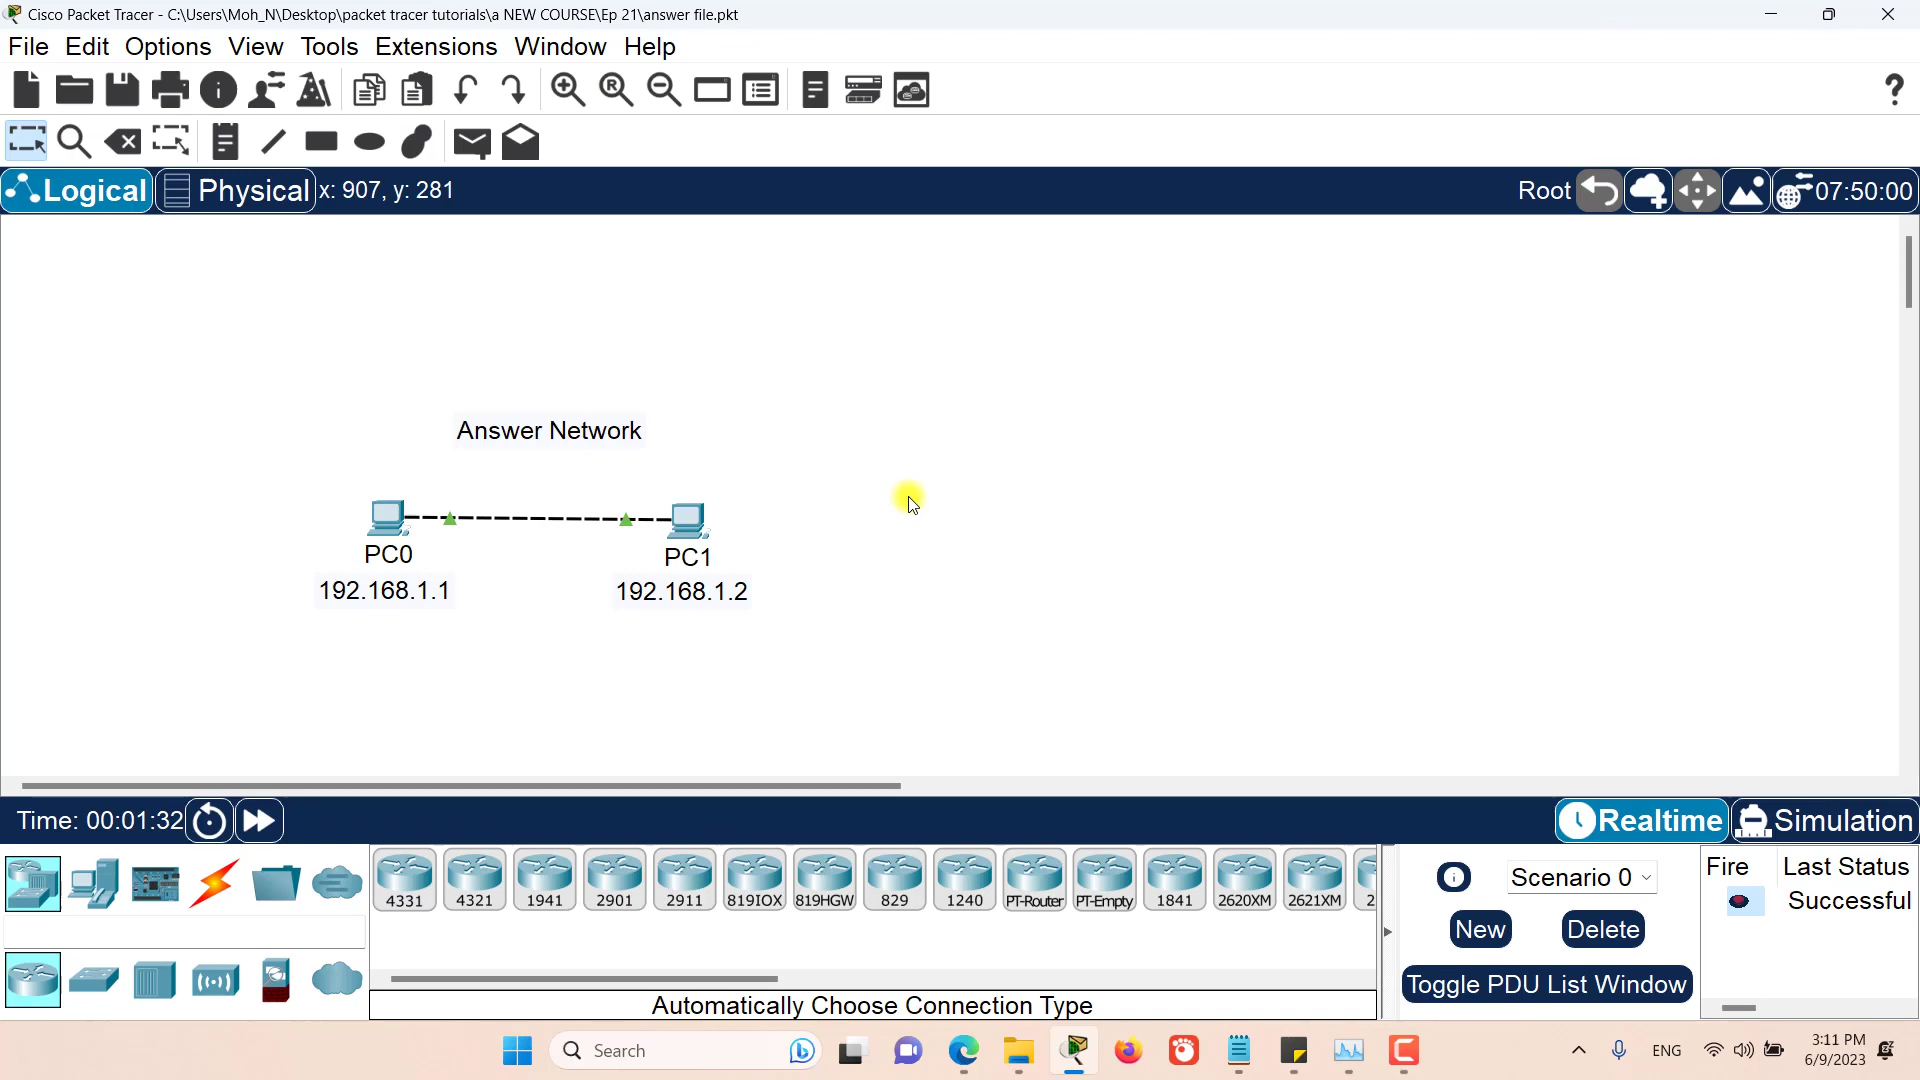 Cisco Packet Tracer - C:\Users\Moh_N\Desktop\packet tracer tutorials\a NEW COURSE\Ep 21\answer file.pkt
File Edit Options View Tools Extensions Window Help
Logical Physical x: 907, y: 281 Root 07:50:00
Answer Network
PC0 PC1
192.168.1.1 192.168.1.2
Time: 00:01:32 Realtime Simulation
4331 4321 1941 2901 2911 819IOX 819HGW 829 1240 PT-Router PT-Empty 1841 2620XM 2621XM 2
Scenario 0
New Delete
Toggle PDU List Window
Fire Last Status
Successful
Automatically Choose Connection Type
Search
ENG
3:11 PM
6/9/2023